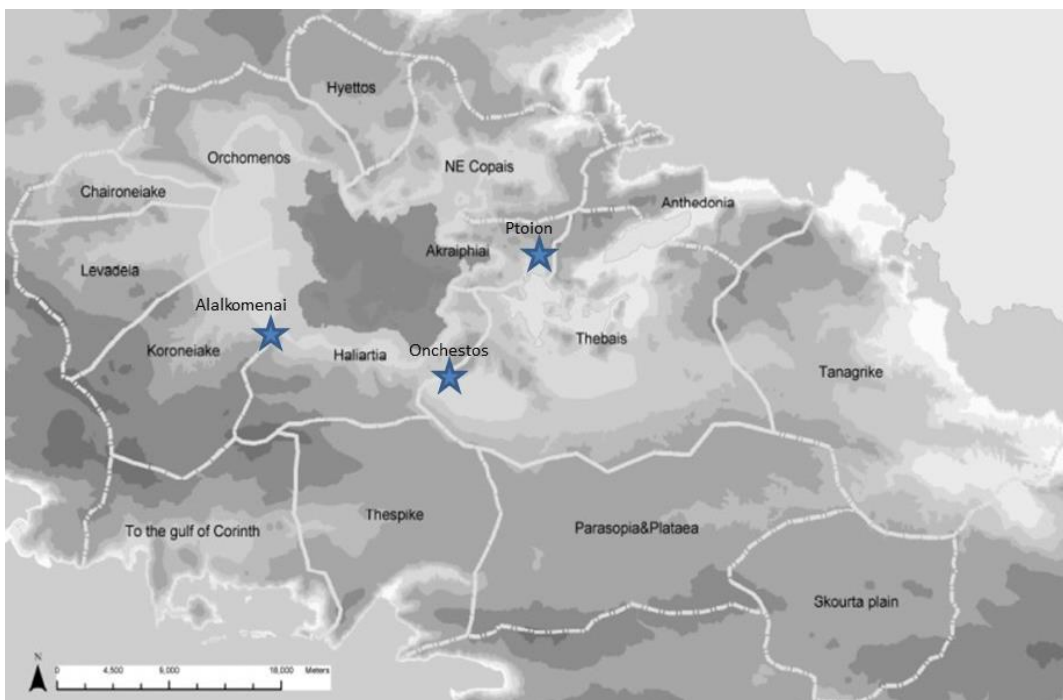 Hyettos
Orchomenos
NE Copais
Chaironeiake
Anthedonia
Ptoion
Akraiphiai
Levadeia
Alalkomenai
Koroneiake
Haliartia
Onchestos
Thebais
Tanagrike
Thespike
To the gulf of Corinth
Parasopia&Plataea
Skourta plain
N
0 4,500 9,000 18,000 Meters